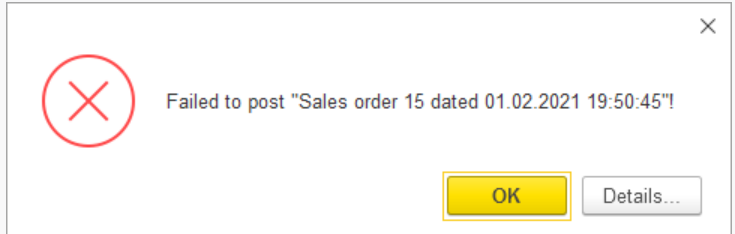 Failed to post "Sales order 15 dated 01.02.2021 19:50:45"!
OK
Details...